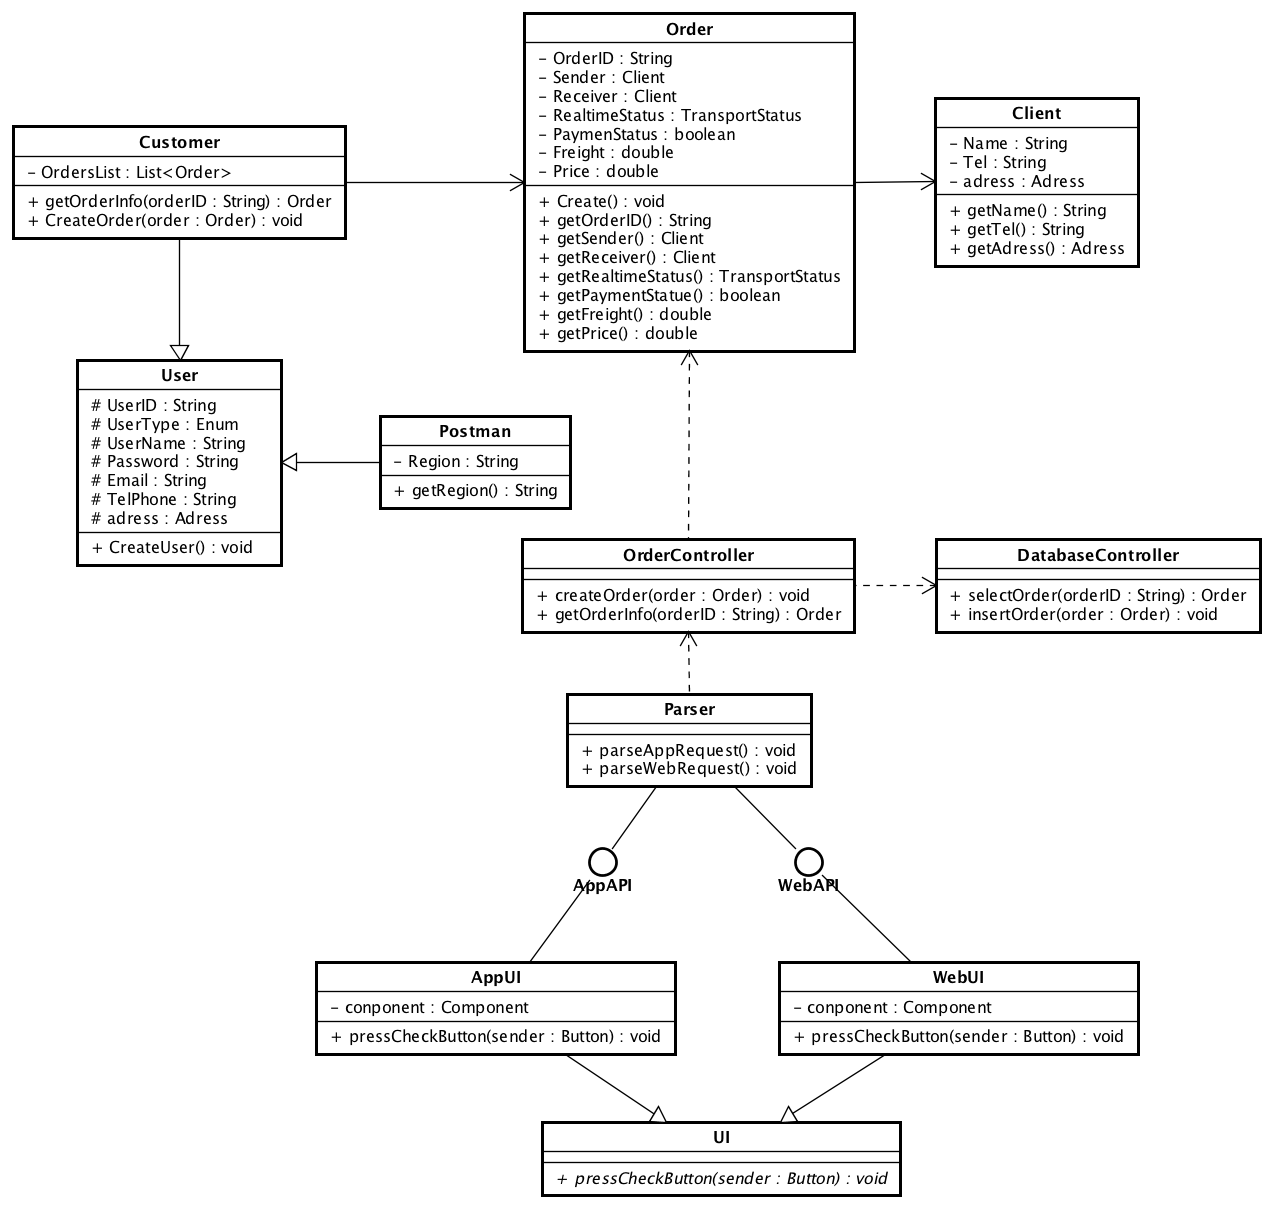 Order
– OrderID : String
– Sender : Client
– Receiver : Client
– RealtimeStatus : TransportStatus
– PaymenStatus : boolean
– Freight : double
– Price : double
+ Create() : void
+ getOrderID() : String
+ getSender() : Client
+ getReceiver() : Client
+ getRealtimeStatus() : TransportStatus
+ getPaymentStatue() : boolean
+ getFreight() : double
+ getPrice() : double
Client
– Name : String
– Tel : String
– adress : Adress
+ getName() : String
+ getTel() : String
+ getAdress() : Adress
Customer
– OrdersList : List<Order>
+ getOrderInfo(orderID : String) : Order
+ CreateOrder(order : Order) : void
User
# UserID : String
# UserType : Enum
# UserName : String
# Password : String
# Email : String
# TelPhone : String
# adress : Adress
+ CreateUser() : void
Postman
– Region : String
+ getRegion() : String
OrderController
+ createOrder(order : Order) : void
+ getOrderInfo(orderID : String) : Order
DatabaseController
+ selectOrder(orderID : String) : Order
+ insertOrder(order : Order) : void
Parser
+ parseAppRequest() : void
+ parseWebRequest() : void
AppAPI
WebAPI
AppUI
– conponent : Component
+ pressCheckButton(sender : Button) : void
WebUI
– conponent : Component
+ pressCheckButton(sender : Button) : void
UI
+ pressCheckButton(sender : Button) : void